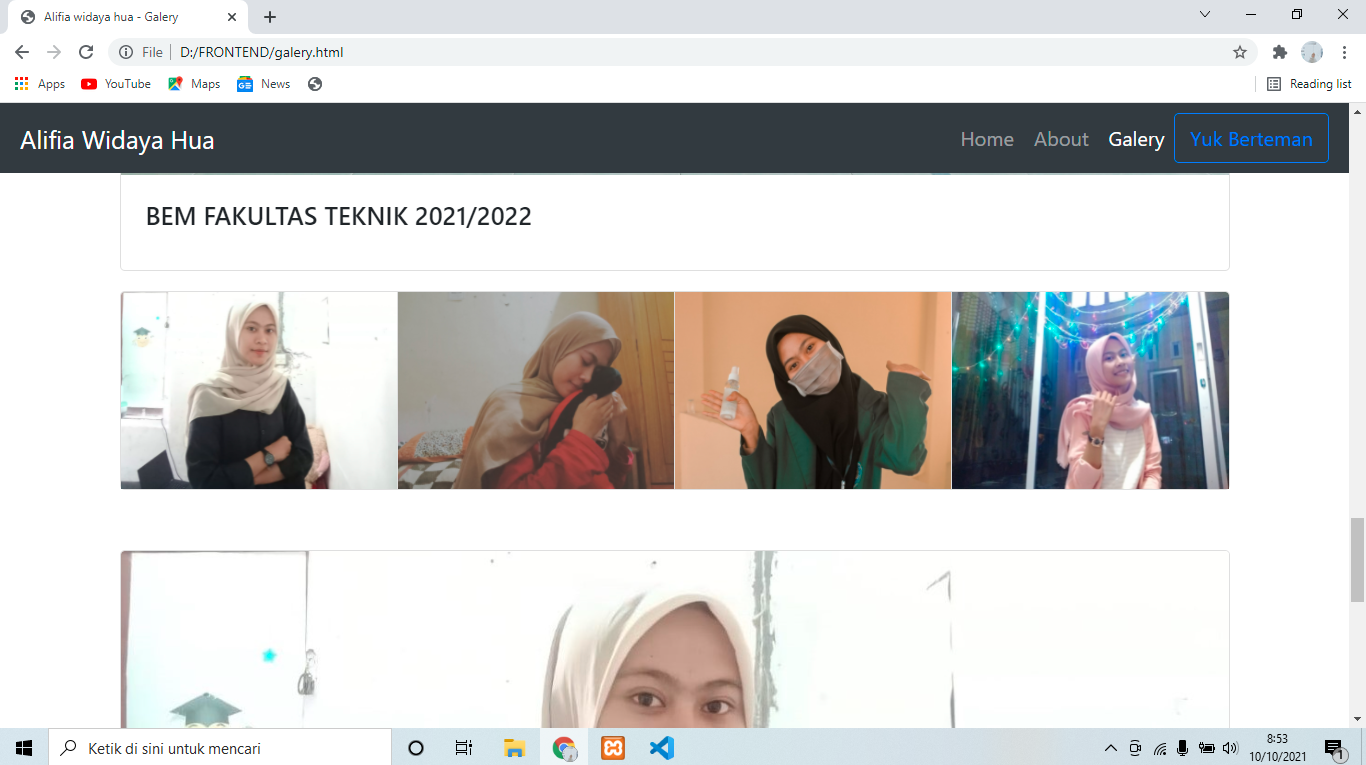 Alifia widaya hua - Galery
File
D:/FRONTEND/galery.html
Apps
YouTube
Maps
News
Reading list
Alifia Widaya Hua
Home
About
Galery
Yuk Berteman
BEM FAKULTAS TEKNIK 2021/2022
Ketik di sini untuk mencari
8:53
10/10/2021
1